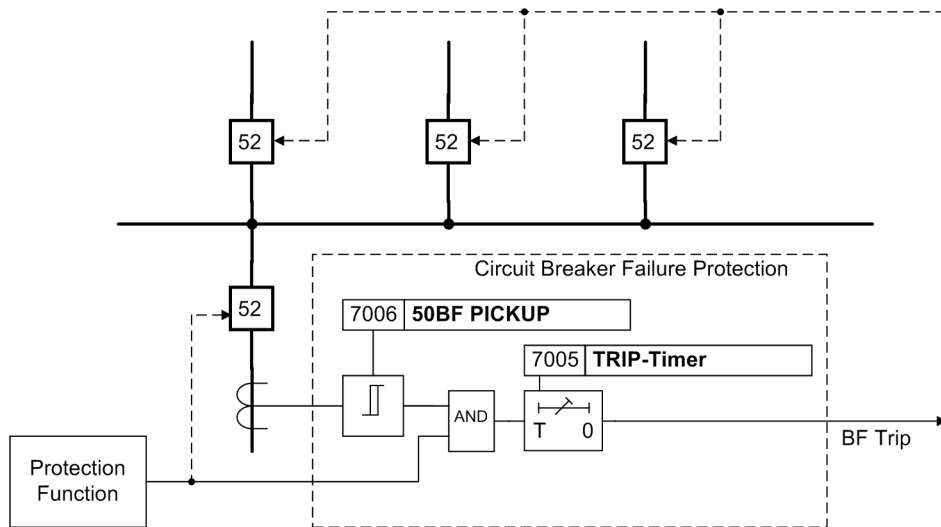 52
52
52
Circuit Breaker Failure Protection
52
7006 50BF PICKUP
7005 TRIP-Timer
AND
T 0
BF Trip
Protection
Function